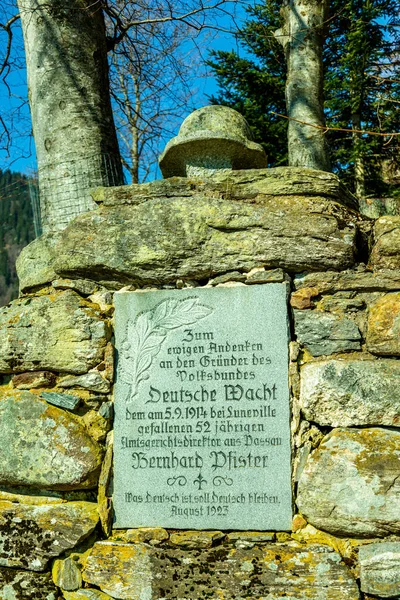 Zum
ewigen Andenken
an den Gründer des
Volksbundes
Deutsche Wacht
dem am 5.9.1914 bei Luneville
gefallenen 52 jährigen
Amtsgerichtsdirektor aus Passau
Bernhard Pfister
Was Deutsch ist, soll Deutsch bleiben,
August 1923